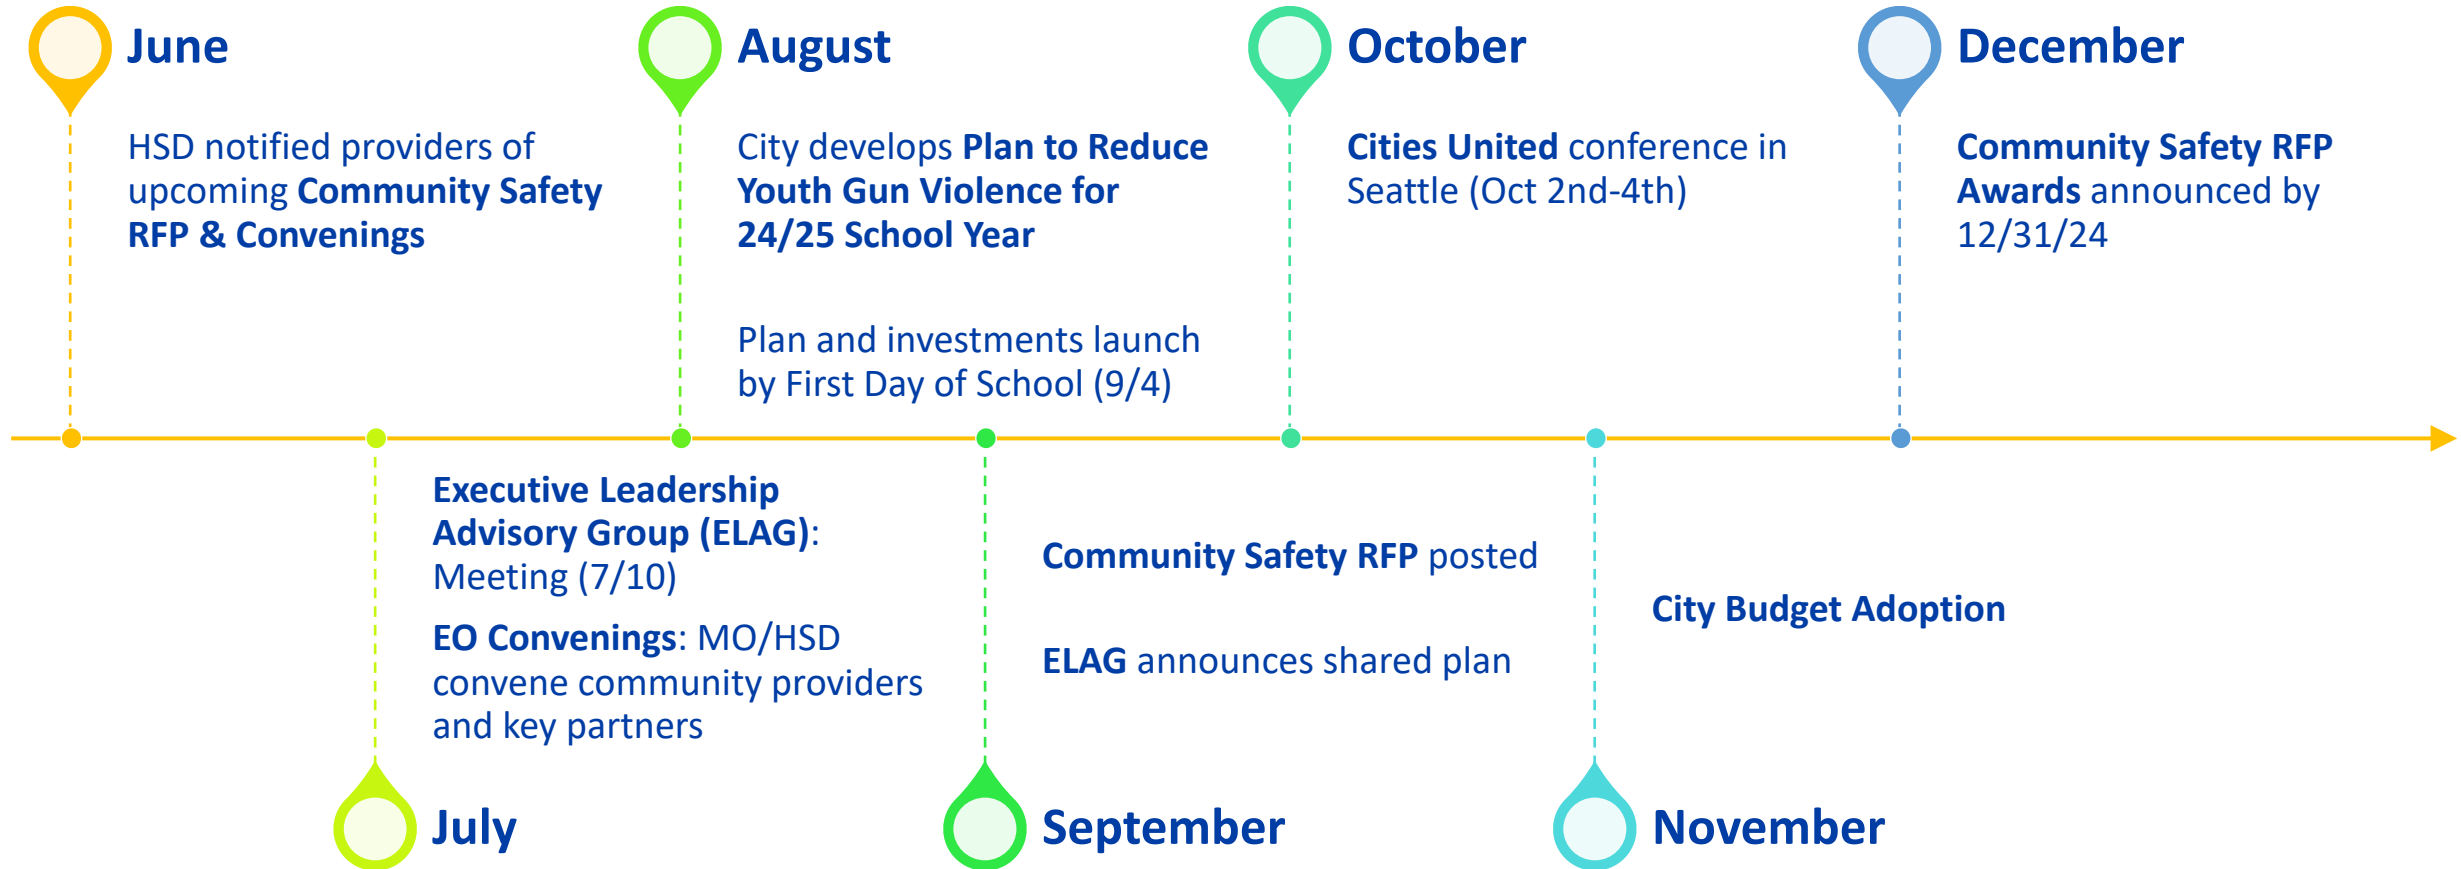 June
HSD notified providers of
upcoming Community Safety
RFP & Convenings
August
City develops Plan to Reduce
Youth Gun Violence for
24/25 School Year
Plan and investments launch
by First Day of School (9/4)
October
Cities United conference in
Seattle (Oct 2nd-4th)
December
Community Safety RFP
Awards announced by
12/31/24
Executive Leadership
Advisory Group (ELAG):
Meeting (7/10)
EO Convenings: MO/HSD
convene community providers
and key partners
July
Community Safety RFP posted
ELAG announces shared plan
September
City Budget Adoption
November